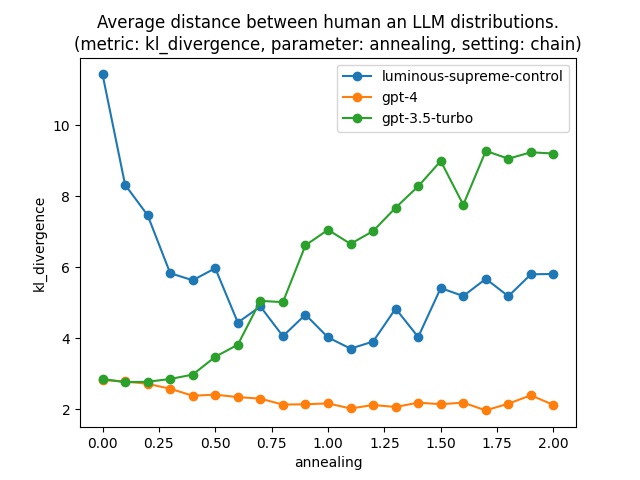 Average distance between human an LLM distributions.
(metric: kl_divergence, parameter: annealing, setting: chain)
luminous-supreme-control
gpt-4
gpt-3.5-turbo
kl_divergence
10
8
6
4
2
0.00 0.25 0.50 0.75 1.00 1.25 1.50 1.75 2.00
annealing